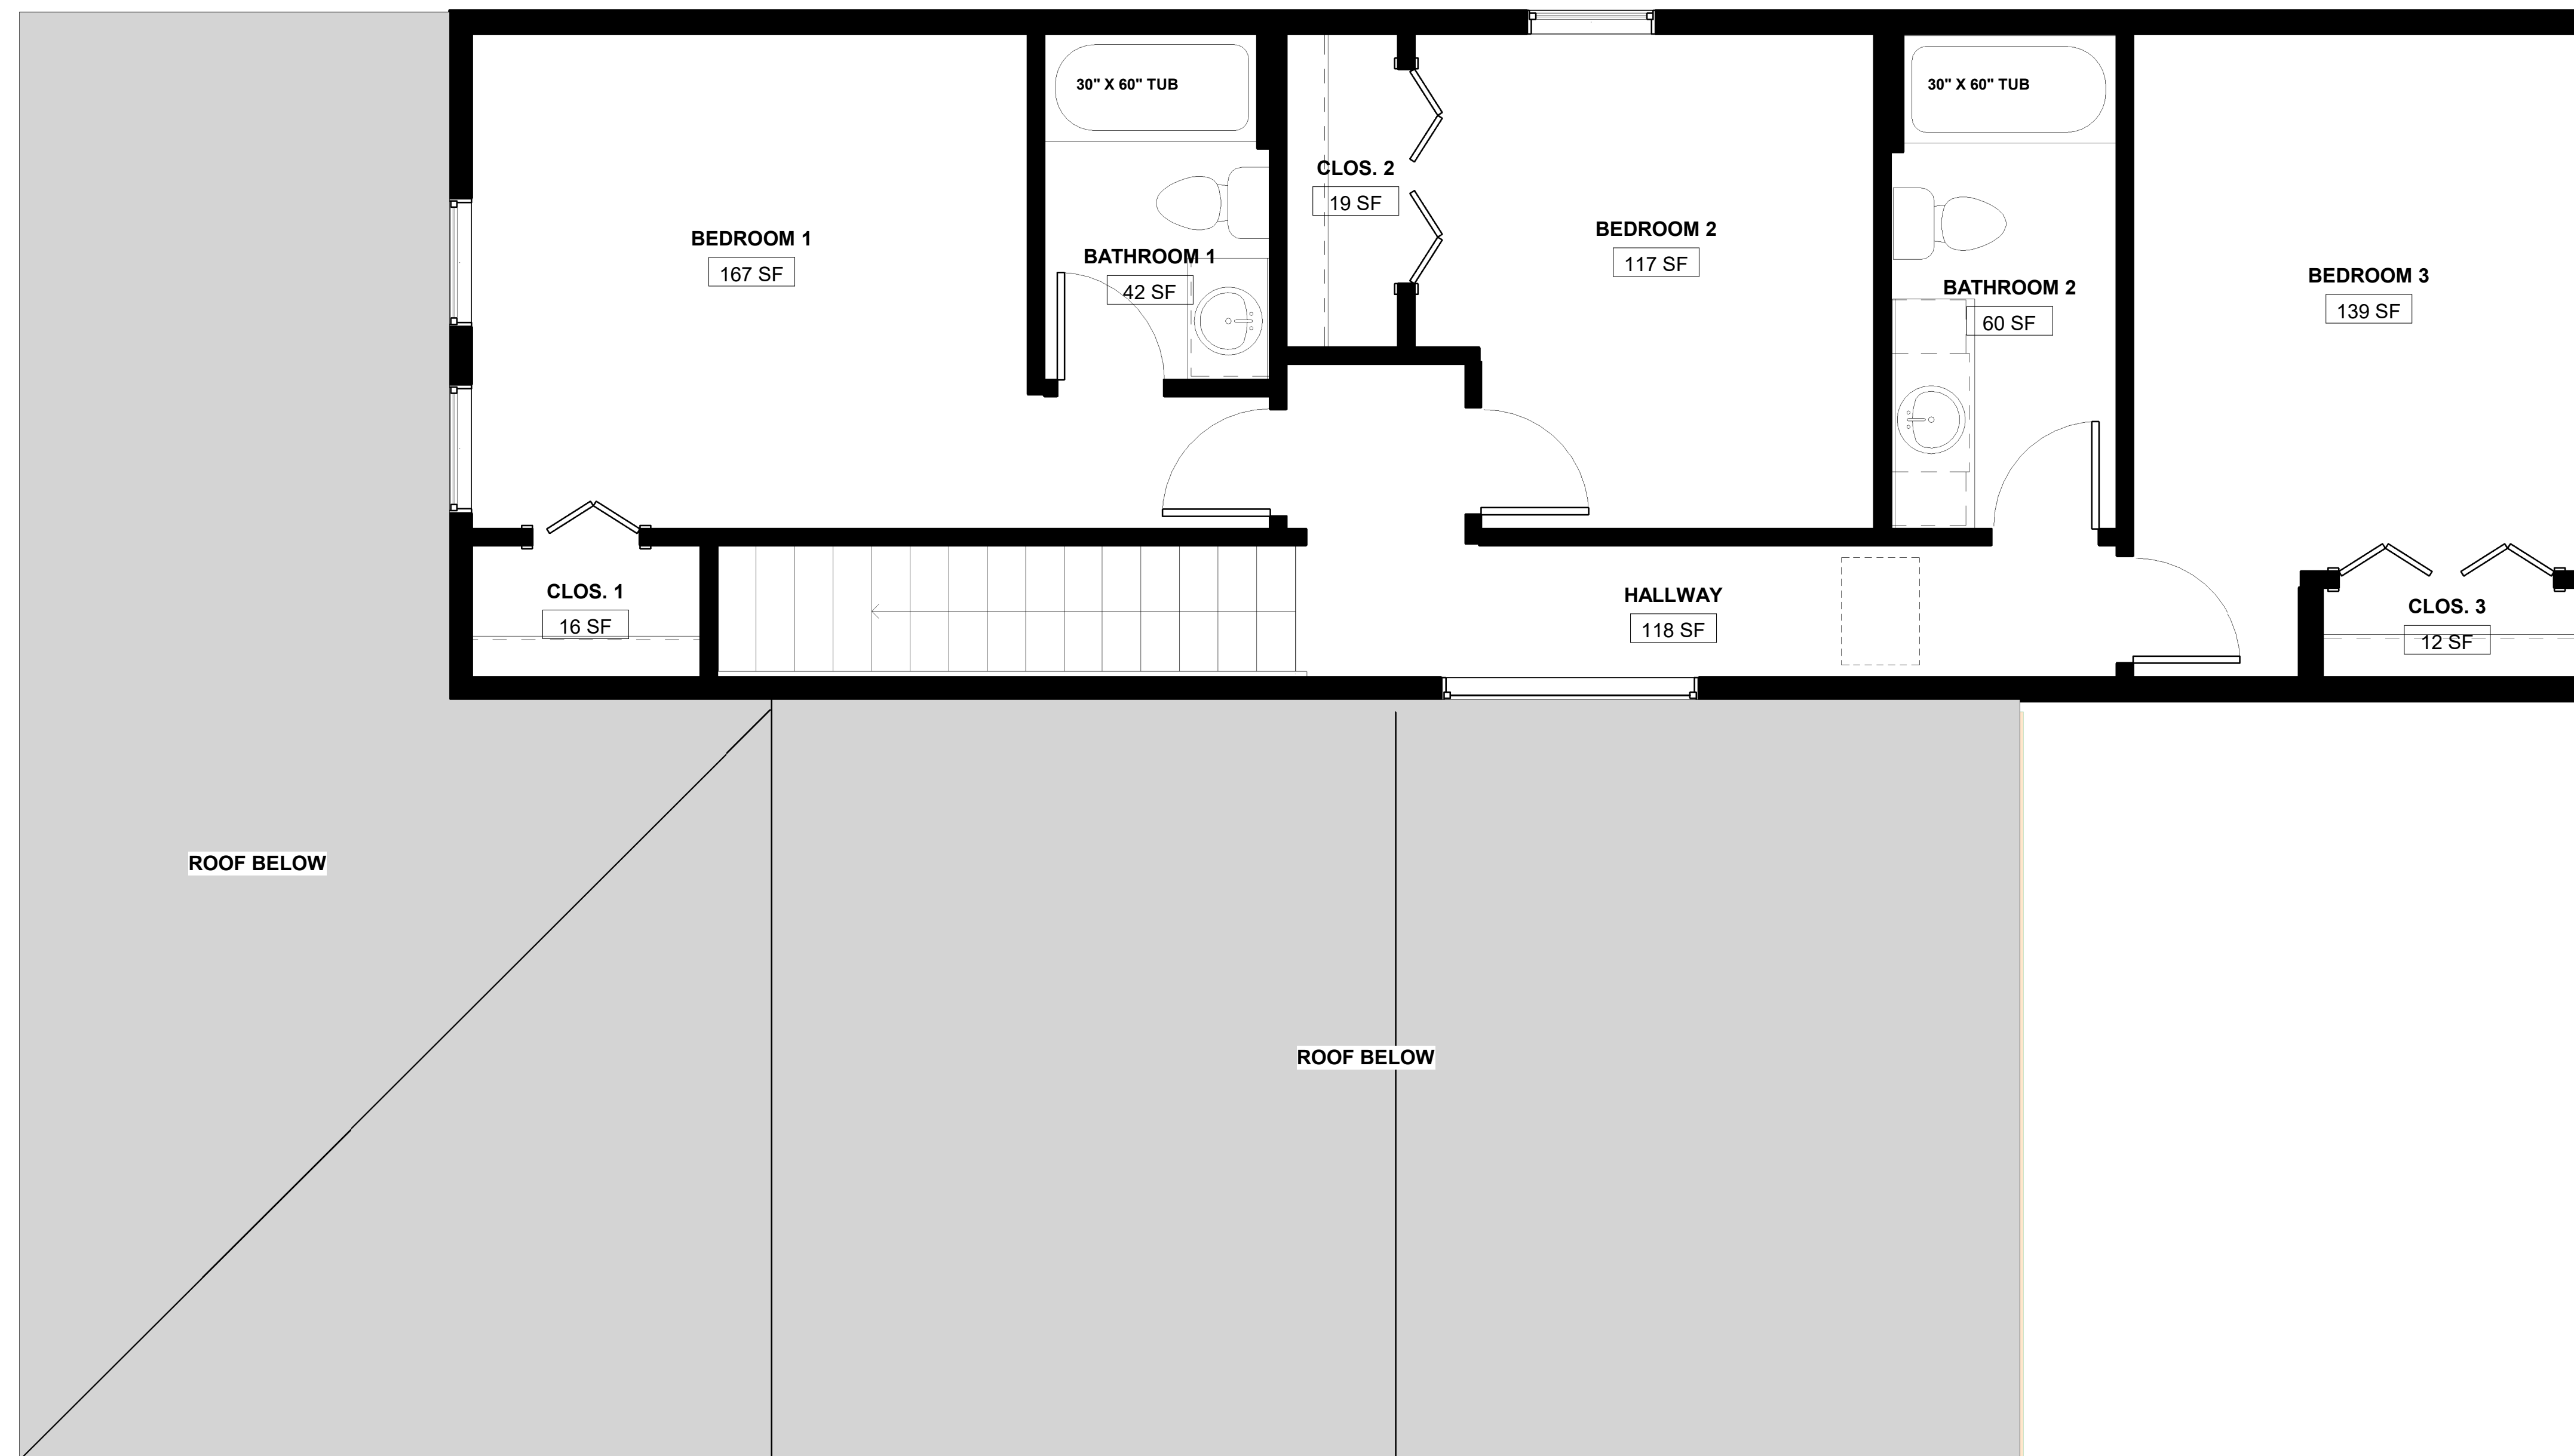 30" X 60" TUB
30" X 60" TUB
CLOS. 2
19 SF
BEDROOM 1
167 SF
BATHROOM 1
42 SF
BEDROOM 2
117 SF
BATHROOM 2
60 SF
BEDROOM 3
139 SF
CLOS. 1
16 SF
HALLWAY
118 SF
CLOS. 3
12 SF
ROOF BELOW
ROOF BELOW